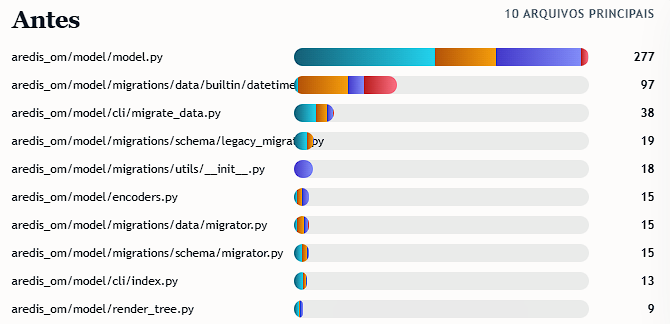 Antes
10 ARQUIVOS PRINCIPAIS
aredis_om/model/model.py 277
aredis_om/model/migrations/data/builtin/datetime 97
aredis_om/model/cli/migrate_data.py 38
aredis_om/model/migrations/schema/legacy_migrat py 19
aredis_om/model/migrations/utils/__init__.py 18
aredis_om/model/encoders.py 15
aredis_om/model/migrations/data/migrator.py 15
aredis_om/model/migrations/schema/migrator.py 15
aredis_om/model/cli/index.py 13
aredis_om/model/render_tree.py 9